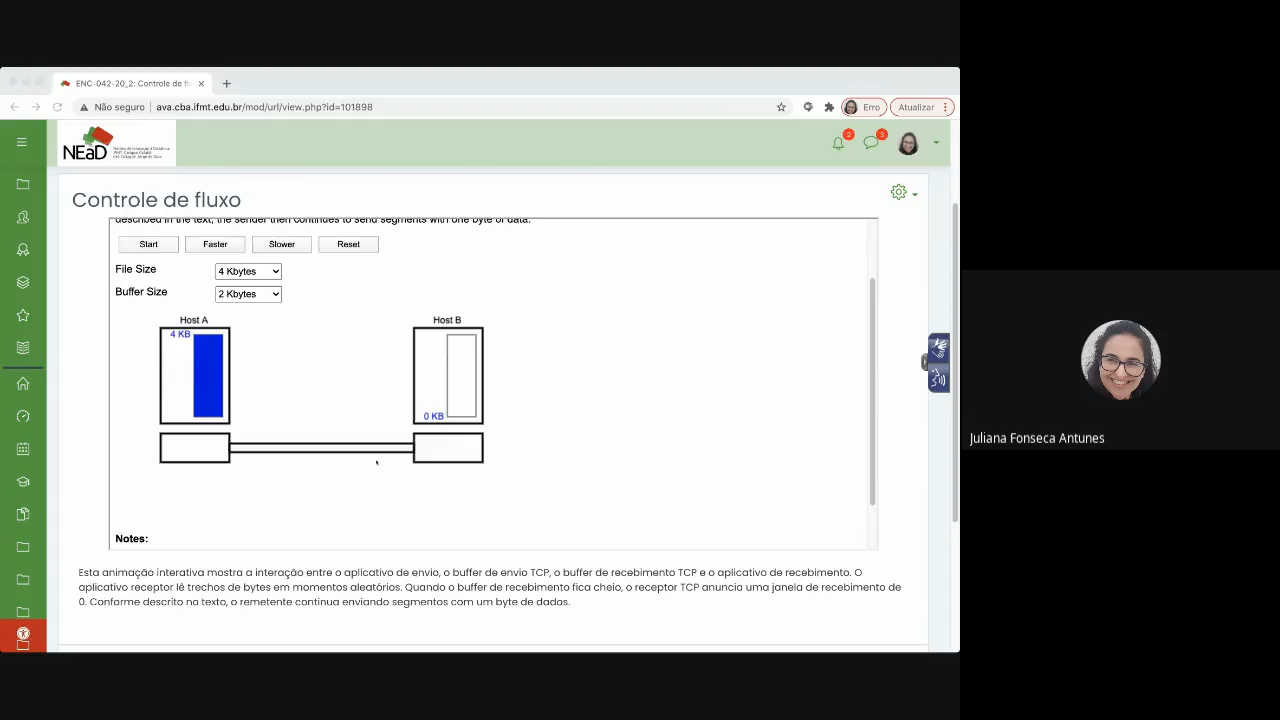 ENC-042-20_2: Controle de fl
Não seguro
ava.cba.ifmt.edu.br/mod/url/view.php?id=101898
Erro
Atualizar
NEaD
2
3
Controle de fluxo
described in the text, the sender then continues to send segments with one byte of data.
Start
Faster
Slower
Reset
File Size
4 Kbytes
Buffer Size
2 Kbytes
Host A
Host B
4 KB
0 KB
Notes:
Esta animação interativa mostra a interação entre o aplicativo de envio, o buffer de envio TCP, o buffer de recebimento TCP e o aplicativo de recebimento. O
aplicativo receptor lê trechos de bytes em momentos aleatórios. Quando o buffer de recebimento fica cheio, o receptor TCP anuncia uma janela de recebimento de
0. Conforme descrito na texto, o remetente continua enviando segmentos com um byte de dados.
Juliana Fonseca Antunes